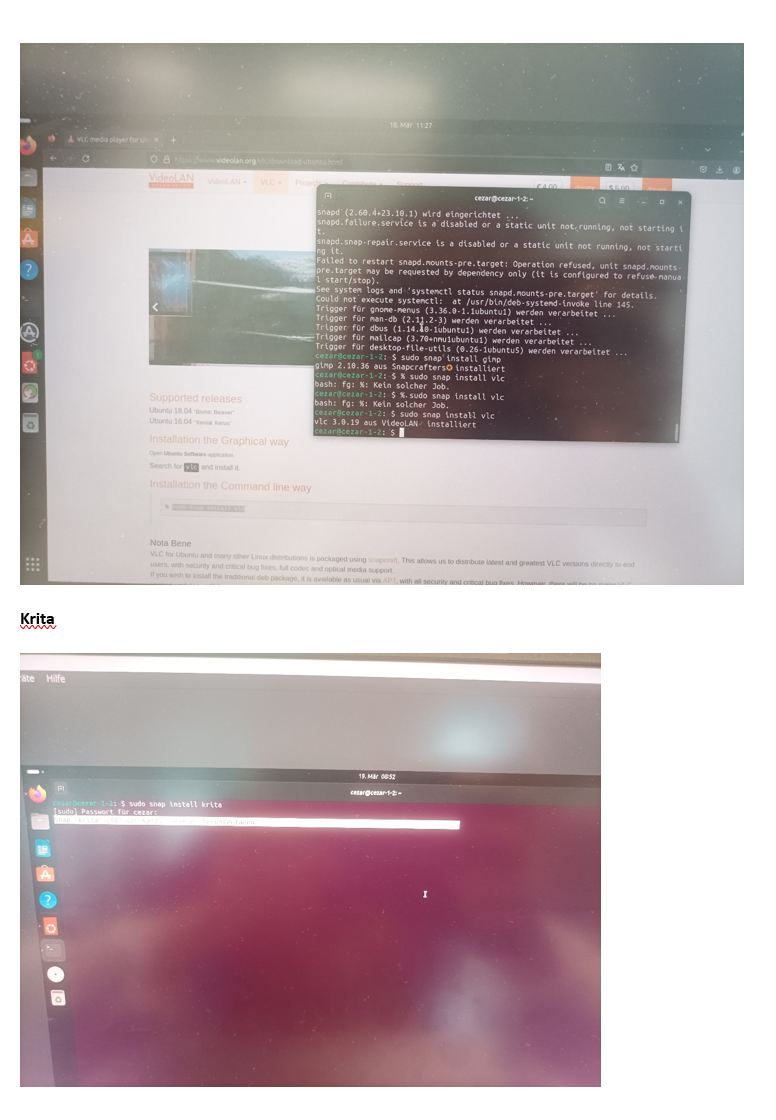 18. Mär 11:27
VLC media player für Ub
https://www.videolan.org/vlc/download-ubuntu.html
VideoLAN
VideoLAN VLC Projects Contribute Support
€ 4.00 $ 5.00
cezar@cezar-1-2: ~
snapd (2.60.4+23.10.1) wird eingerichtet ...
snapd.failure.service is a disabled or a static unit not running, not starting i
t.
snapd.snap-repair.service is a disabled or a static unit not running, not starti
ng it.
Failed to restart snapd.mounts-pre.target: Operation refused, unit snapd.mounts-
pre.target may be requested by dependency only (it is configured to refuse manua
l start/stop).
See system logs and 'systemctl status snapd.mounts-pre.target' for details.
Could not execute systemctl:  at /usr/bin/deb-systemd-invoke line 145.
Trigger für gnome-menus (3.36.0-1.1ubuntu1) werden verarbeitet ...
Trigger für man-db (2.11.2-3) werden verarbeitet ...
Trigger für dbus (1.14.10-1ubuntu1) werden verarbeitet ...
Trigger für mailcap (3.70+nmu1ubuntu1) werden verarbeitet ...
Trigger für desktop-file-utils (0.26-1ubuntu5) werden verarbeitet ...
cezar@cezar-1-2:~$ sudo snap install gimp
gimp 2.10.36 aus Snapcrafters✪ installiert
cezar@cezar-1-2:~$ % sudo snap install vlc
bash: fg: %: Kein solcher Job.
cezar@cezar-1-2:~$ % sudo snap install vlc
bash: fg: %: Kein solcher Job.
cezar@cezar-1-2:~$ sudo snap install vlc
vlc 3.0.19 aus VideoLAN✓ installiert
cezar@cezar-1-2:~$
Supported releases
Ubuntu 18.04 "Bionic Beaver"
Ubuntu 16.04 "Xenial Xerus"
Installation the Graphical way
Open Ubuntu Software application.
Search for vlc and install it.
Installation the Command line way
% sudo snap install vlc
Nota Bene
VLC for Ubuntu and many other Linux distributions is packaged using snapcraft. This allows us to distribute latest and greatest VLC versions directly to end
users, with security and critical bug fixes, full codec and optical media support.
If you wish to install the traditional deb package, it is available as usual via APT, with all security and critical bug fixes. However, there will be no major VLC
Krita
äte Hilfe
19. Mär 08:52
cezar@cezar-1-2: ~
cezar@cezar-1-2:~$ sudo snap install krita
[sudo] Passwort für cezar: